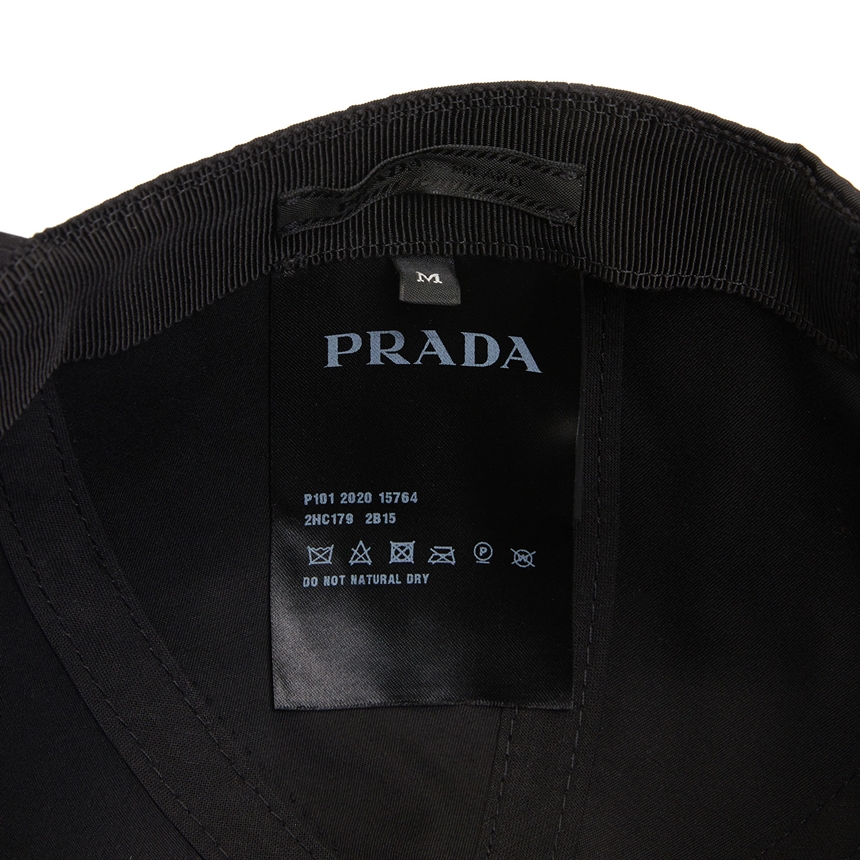 M
PRADA
P101 2020 15764
2HC179 2B15
P
W
DO NOT NATURAL DRY